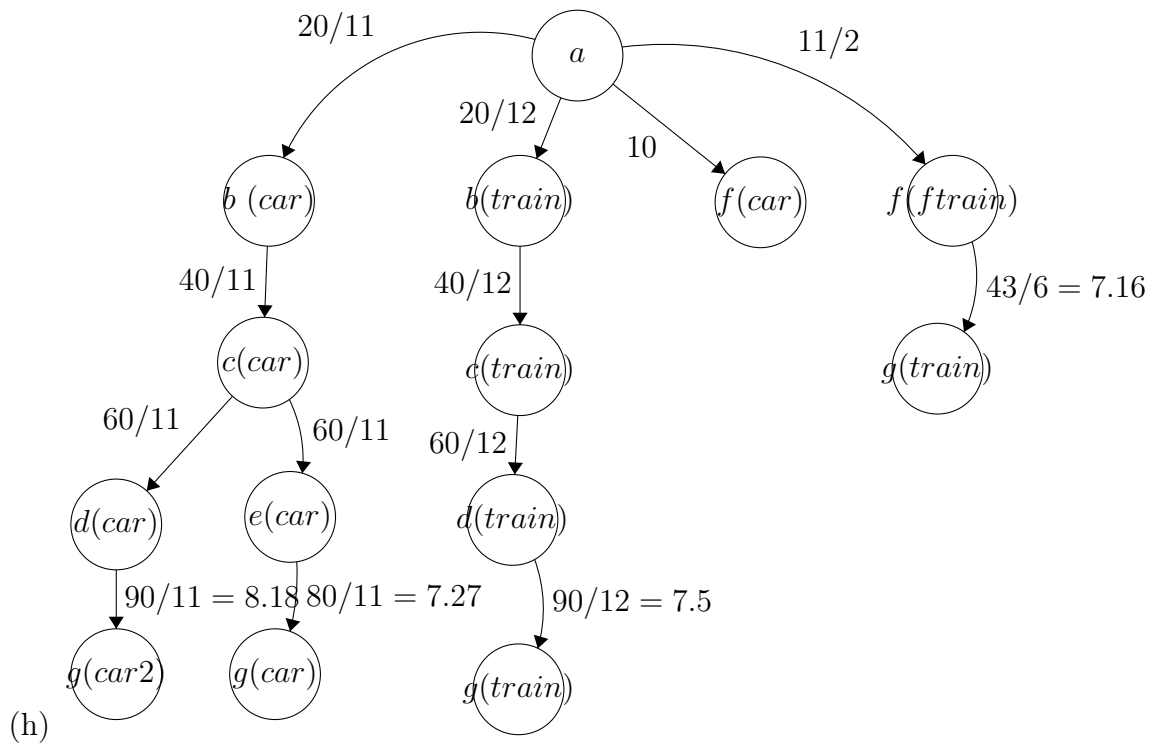 a
20/11
20/12
10
11/2
b (car)
b(train)
f(car)
f(ftrain)
40/11
40/12
43/6 = 7.16
c(car)
c(train)
g(train)
60/11
60/11
60/12
d(car)
e(car)
d(train)
90/11 = 8.18
80/11 = 7.27
90/12 = 7.5
g(car2)
g(car)
g(train)
(h)